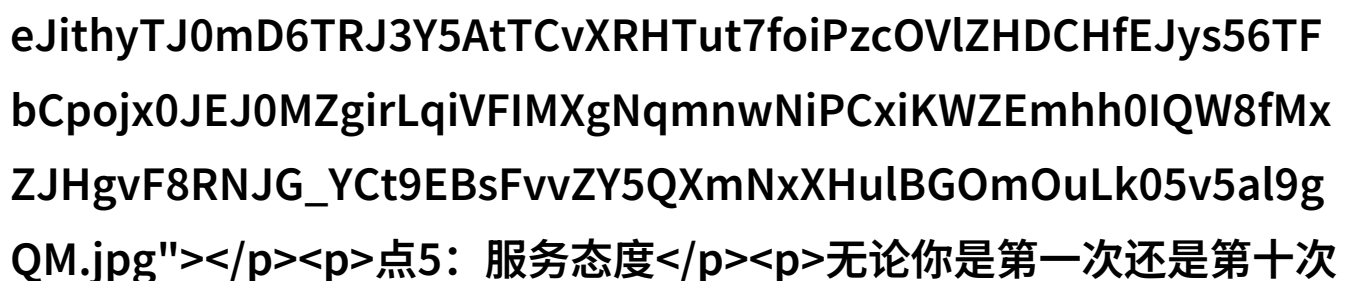 eJithyTJ0mD6TRJ3Y5AtTCvXRHTut7foiPzcOVlZHDCHfEJys56TF
bCpojx0JEJ0MZgirLqiVFIMXgNqmnwNiPCxiKWZEmhh0IQW8fMx
ZJHgvF8RNJG_YCt9EBsFvvZY5QXmNxXHulBGOmOuLk05v5al9g
QM.jpg"></p><p>点5：服务态度</p><p>无论你是第一次还是第十次